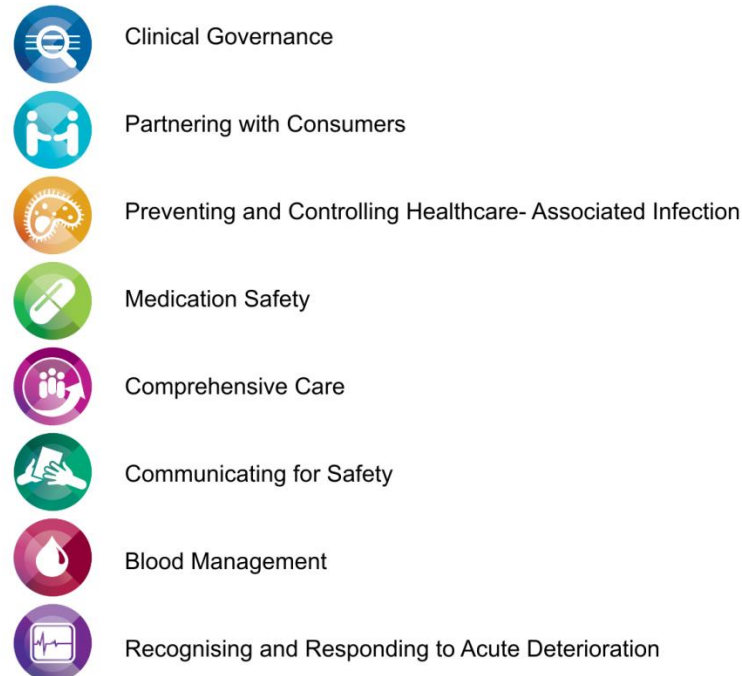 Clinical Governance
Partnering with Consumers
Preventing and Controlling Healthcare- Associated Infection
Medication Safety
Comprehensive Care
Communicating for Safety
Blood Management
Recognising and Responding to Acute Deterioration